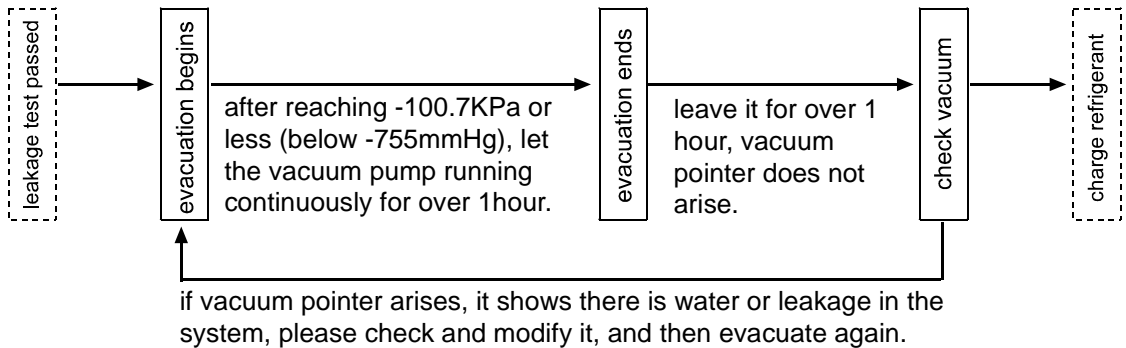 leakage test passed
evacuation begins
after reaching -100.7KPa or
less (below -755mmHg), let
the vacuum pump running
continuously for over 1hour.
evacuation ends
leave it for over 1
hour, vacuum
pointer does not
arise.
check vacuum
charge refrigerant
if vacuum pointer arises, it shows there is water or leakage in the
system, please check and modify it, and then evacuate again.